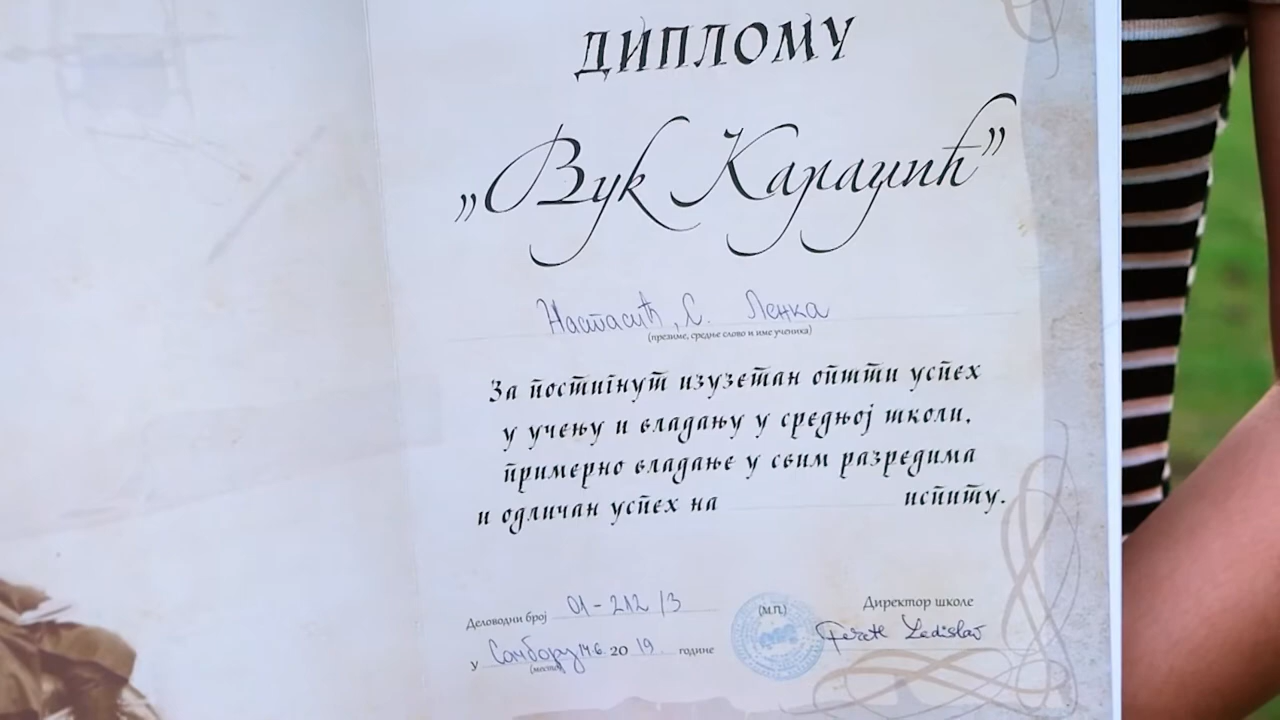 ДИПЛОМУ
„Вук Караџић”
Настасић, С. Ленка
(презиме, средње слово и име ученика)
За постигнут изузетан општи успех
у учењу и владању у средњој школи,
примерно владање у свим разредима
и одличан успех на испиту.
Деловодни број 01-212/3
(М.П.)
Директор школе
у Сомбору 14.6. 2019. године
(место)